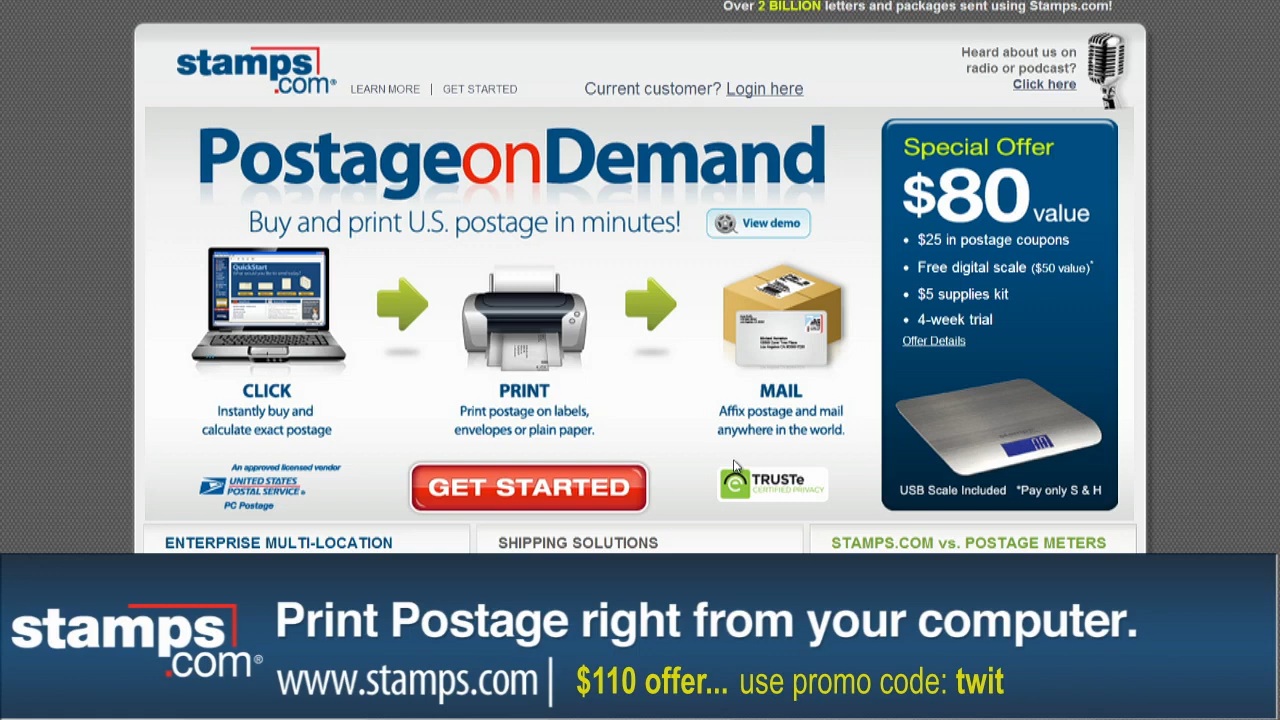 Over 2 BILLION letters and packages sent using Stamps.com!
stamps.com®
LEARN MORE | GET STARTED
Current customer? Login here
Heard about us on
radio or podcast?
Click here
PostageonDemand
Buy and print U.S. postage in minutes!
View demo
CLICK
Instantly buy and
calculate exact postage
PRINT
Print postage on labels,
envelopes or plain paper.
MAIL
Affix postage and mail
anywhere in the world.
An approved licensed vendor
UNITED STATES
POSTAL SERVICE®
PC Postage
GET STARTED
TRUSTe
CERTIFIED PRIVACY
Special Offer
$80 value
• $25 in postage coupons
• Free digital scale ($50 value)*
• $5 supplies kit
• 4-week trial
Offer Details
USB Scale Included *Pay only S & H
ENTERPRISE MULTI-LOCATION
SHIPPING SOLUTIONS
STAMPS.COM vs. POSTAGE METERS
stamps.com®
Print Postage right from your computer.
www.stamps.com | $110 offer... use promo code: twit